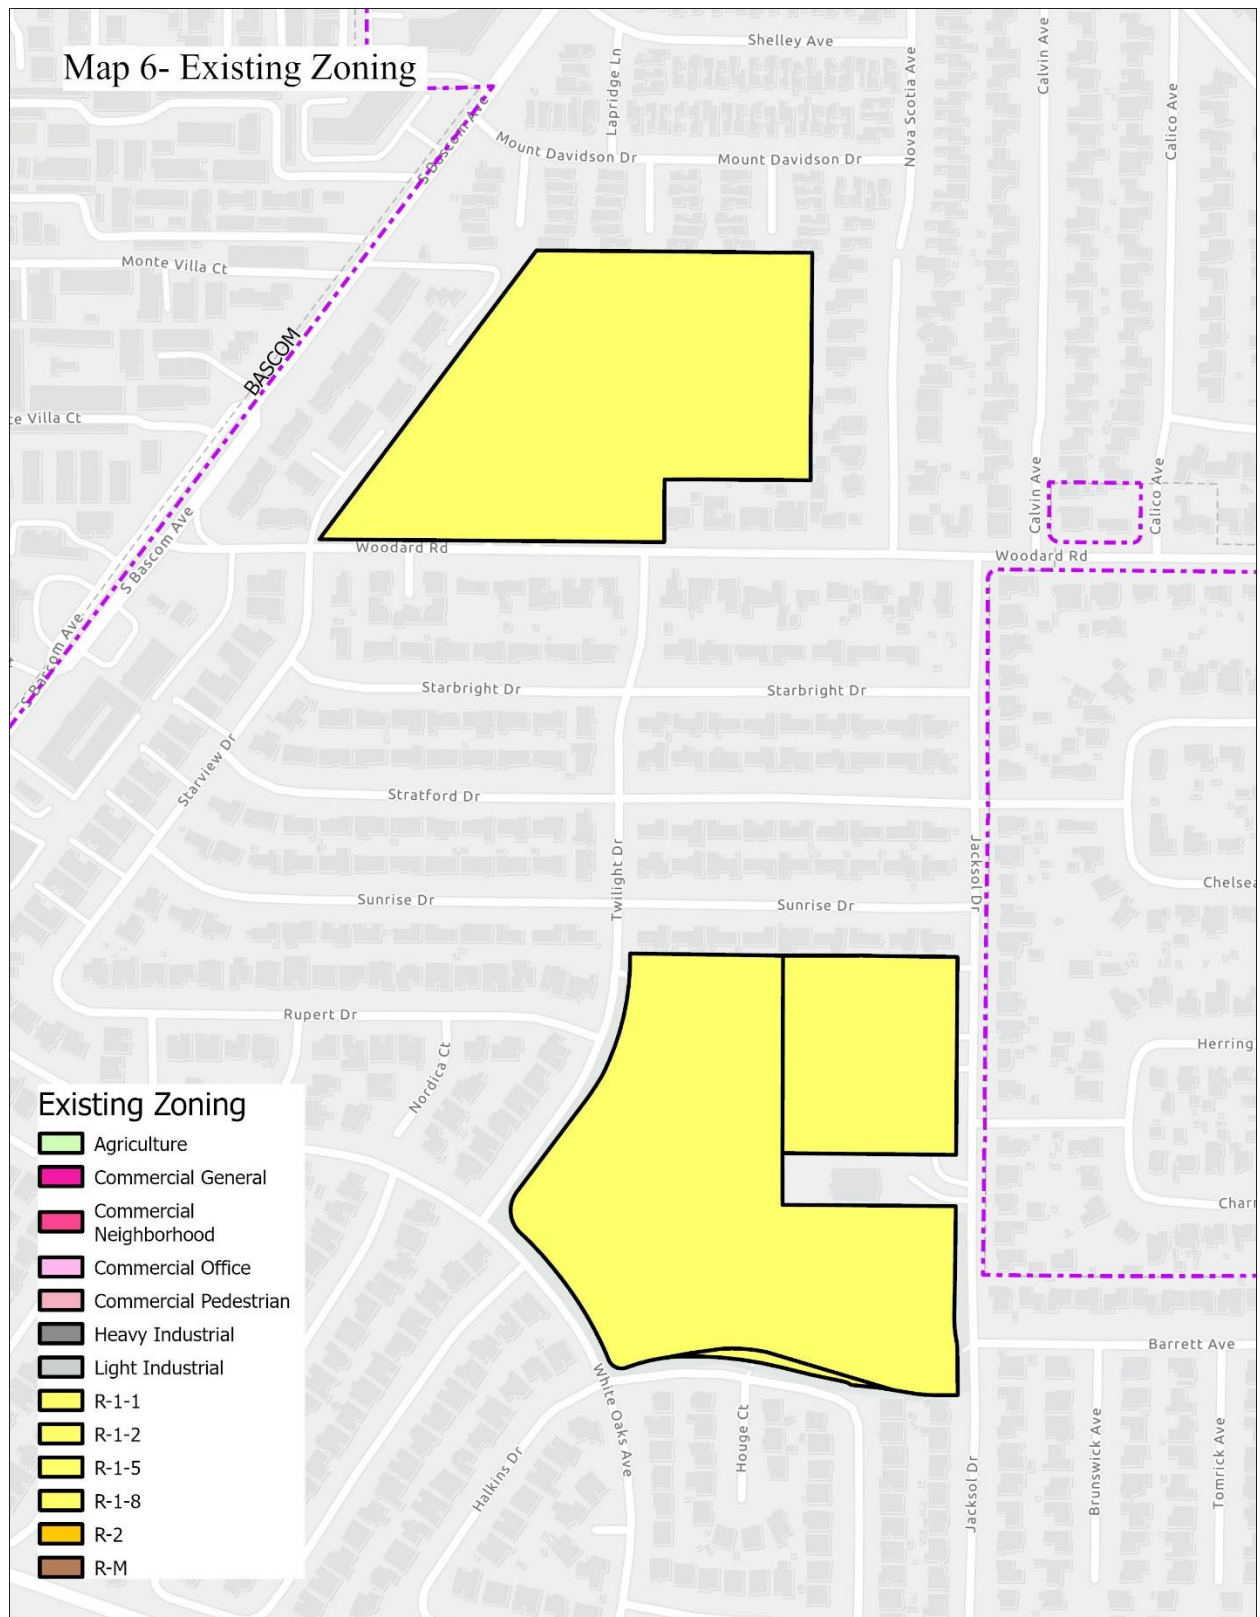 Map 6- Existing Zoning
Shelley Ave
Lapridge Ln
Nova Scotia Ave
Calvin Ave
Calico Ave
S Bascom Ave
Mount Davidson Dr
Mount Davidson Dr
Monte Villa Ct
BASCOM
te Villa Ct
Calvin Ave
Calico Ave
S Bascom Ave
Woodard Rd
Woodard Rd
S Bascom Ave
Starbright Dr
Starbright Dr
Starview Dr
Stratford Dr
Twilight Dr
Jacksol Dr
Chelsea
Sunrise Dr
Sunrise Dr
Rupert Dr
Nordica Ct
Herring
Charr
Barrett Ave
White Oaks Ave
Houge Ct
Halkins Dr
Jacksol Dr
Brunswick Ave
Tomrick Ave
Existing Zoning
Agriculture
Commercial General
Commercial
Neighborhood
Commercial Office
Commercial Pedestrian
Heavy Industrial
Light Industrial
R-1-1
R-1-2
R-1-5
R-1-8
R-2
R-M